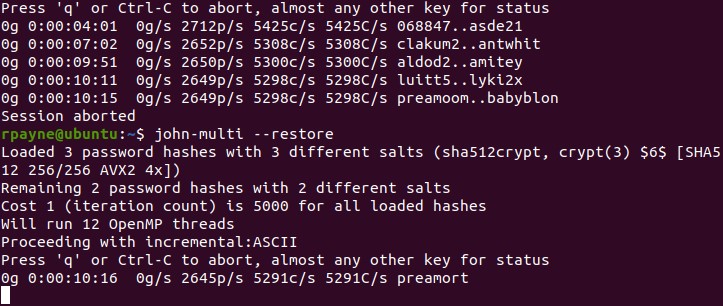 Press 'q' or Ctrl-C to abort, almost any other key for status
0g 0:00:04:01  0g/s 2712p/s 5425c/s 5425C/s 068847..asde21
0g 0:00:07:02  0g/s 2652p/s 5308c/s 5308C/s clakum2..antwhit
0g 0:00:09:51  0g/s 2650p/s 5300c/s 5300C/s aldod2..amitey
0g 0:00:10:11  0g/s 2649p/s 5298c/s 5298C/s luitt5..lyki2x
0g 0:00:10:15  0g/s 2649p/s 5298c/s 5298C/s preamoom..babyblon
Session aborted
rpayne@ubuntu:~$ john-multi --restore
Loaded 3 password hashes with 3 different salts (sha512crypt, crypt(3) $6$ [SHA5
12 256/256 AVX2 4x])
Remaining 2 password hashes with 2 different salts
Cost 1 (iteration count) is 5000 for all loaded hashes
Will run 12 OpenMP threads
Proceeding with incremental:ASCII
Press 'q' or Ctrl-C to abort, almost any other key for status
0g 0:00:10:16  0g/s 2645p/s 5291c/s 5291C/s preamort